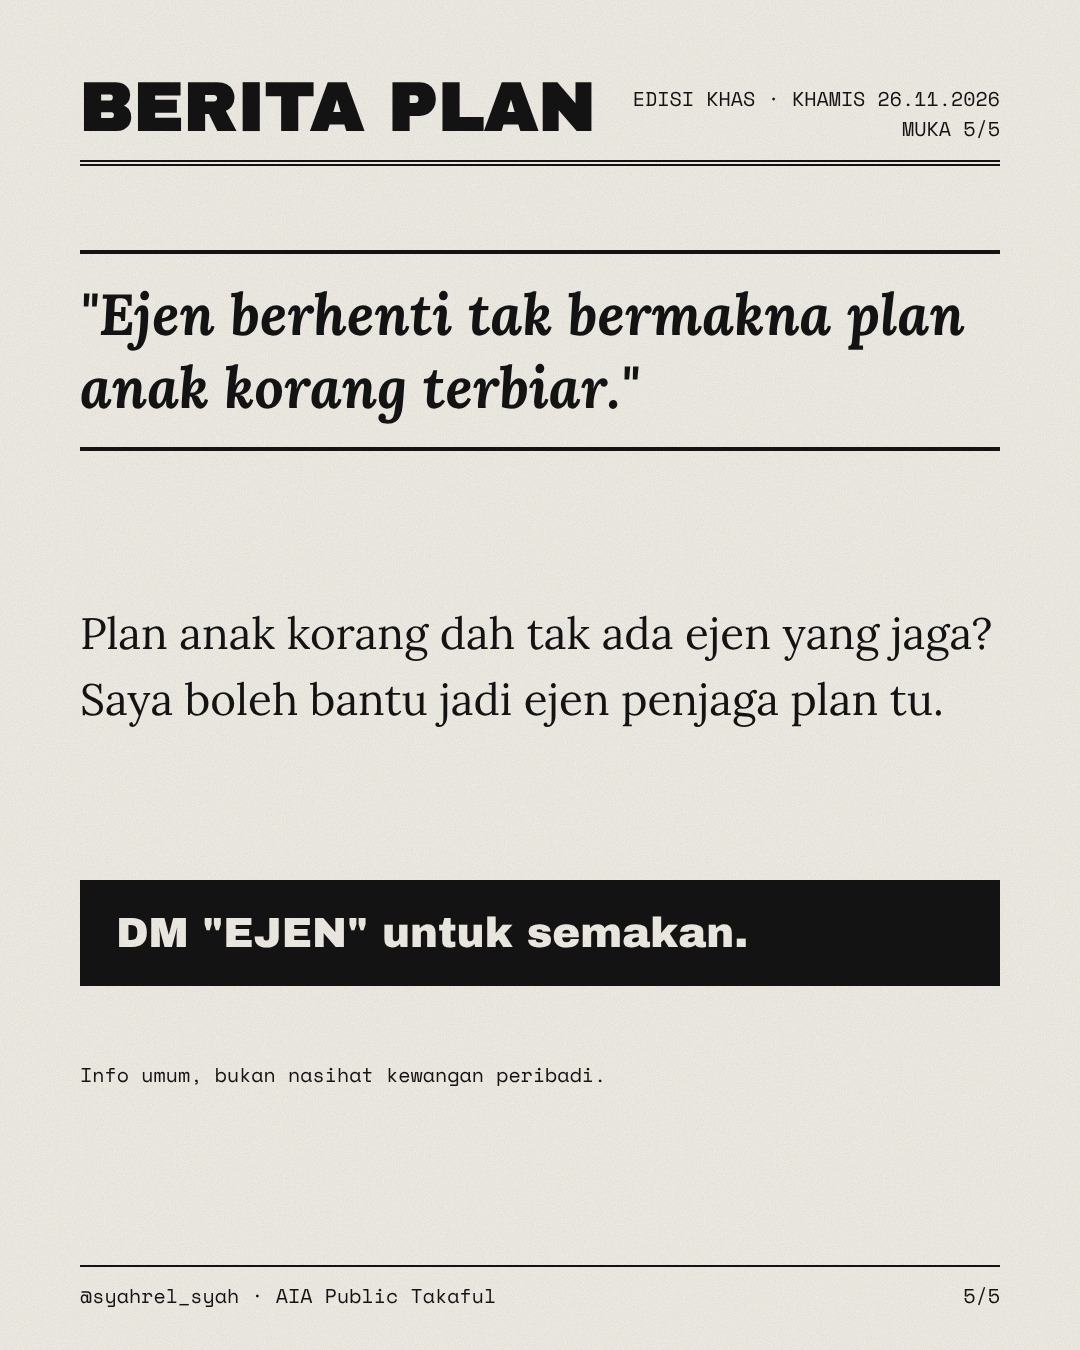 BERITA PLAN
EDISI KHAS · KHAMIS 26.11.2026
MUKA 5/5
"Ejen berhenti tak bermakna plan
anak korang terbiar."
Plan anak korang dah tak ada ejen yang jaga?
Saya boleh bantu jadi ejen penjaga plan tu.
DM "EJEN" untuk semakan.
Info umum, bukan nasihat kewangan peribadi.
@syahrel_syah · AIA Public Takaful
5/5